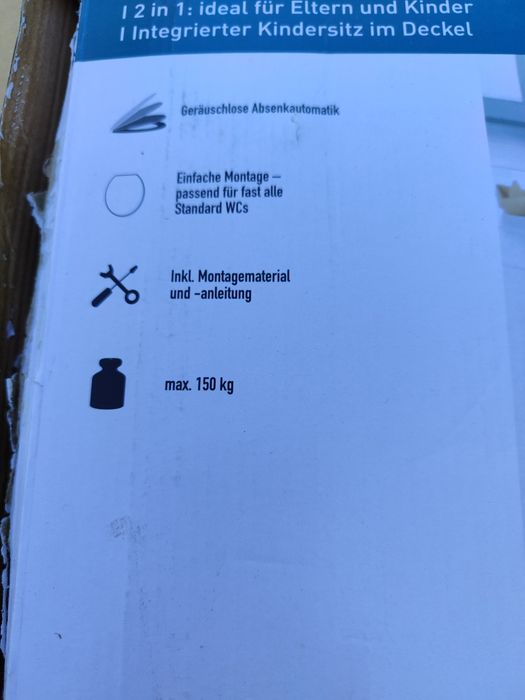 | 2 in 1: ideal für Eltern und Kinder
| Integrierter Kindersitz im Deckel
Geräuschlose Absenkautomatik
Einfache Montage –
passend für fast alle
Standard WCs
Inkl. Montagematerial
und -anleitung
max. 150 kg